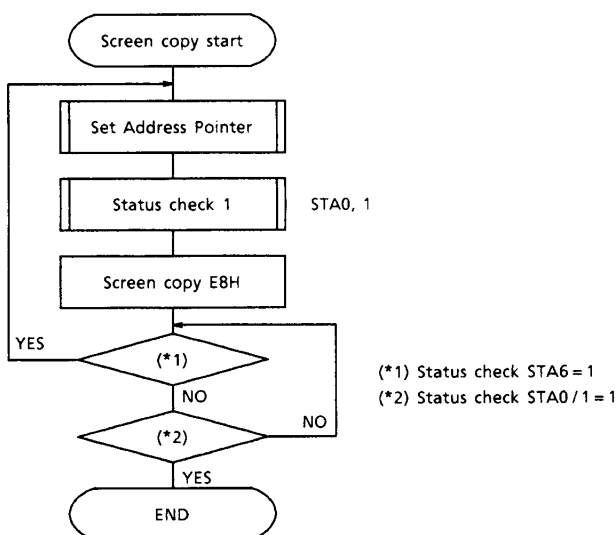 Screen copy start
Set Address Pointer
Status check 1
STA0, 1
Screen copy E8H
YES
(*1)
NO
(*2)
NO
YES
END
(*1) Status check STA6 = 1
(*2) Status check STA0 / 1 = 1